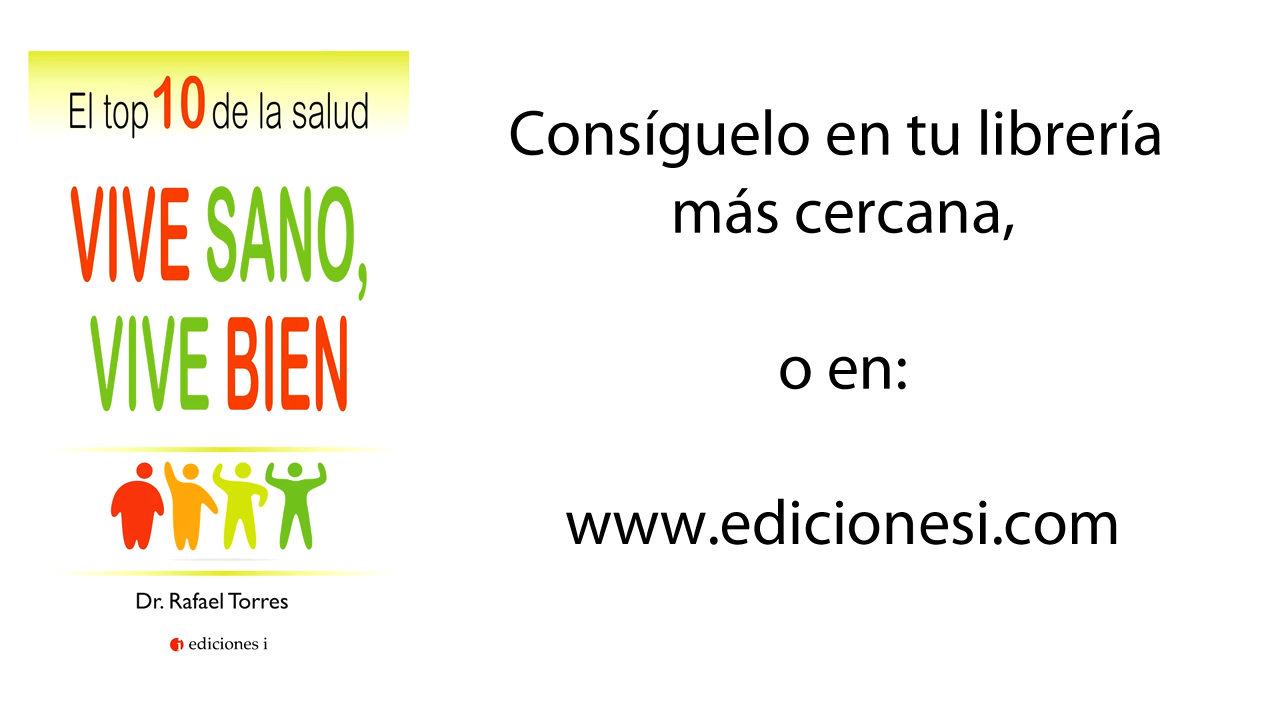 El top 10 de la salud
VIVE SANO,
VIVE BIEN
Dr. Rafael Torres
ediciones i
Consíguelo en tu librería
más cercana,
o en:
www.edicionesi.com